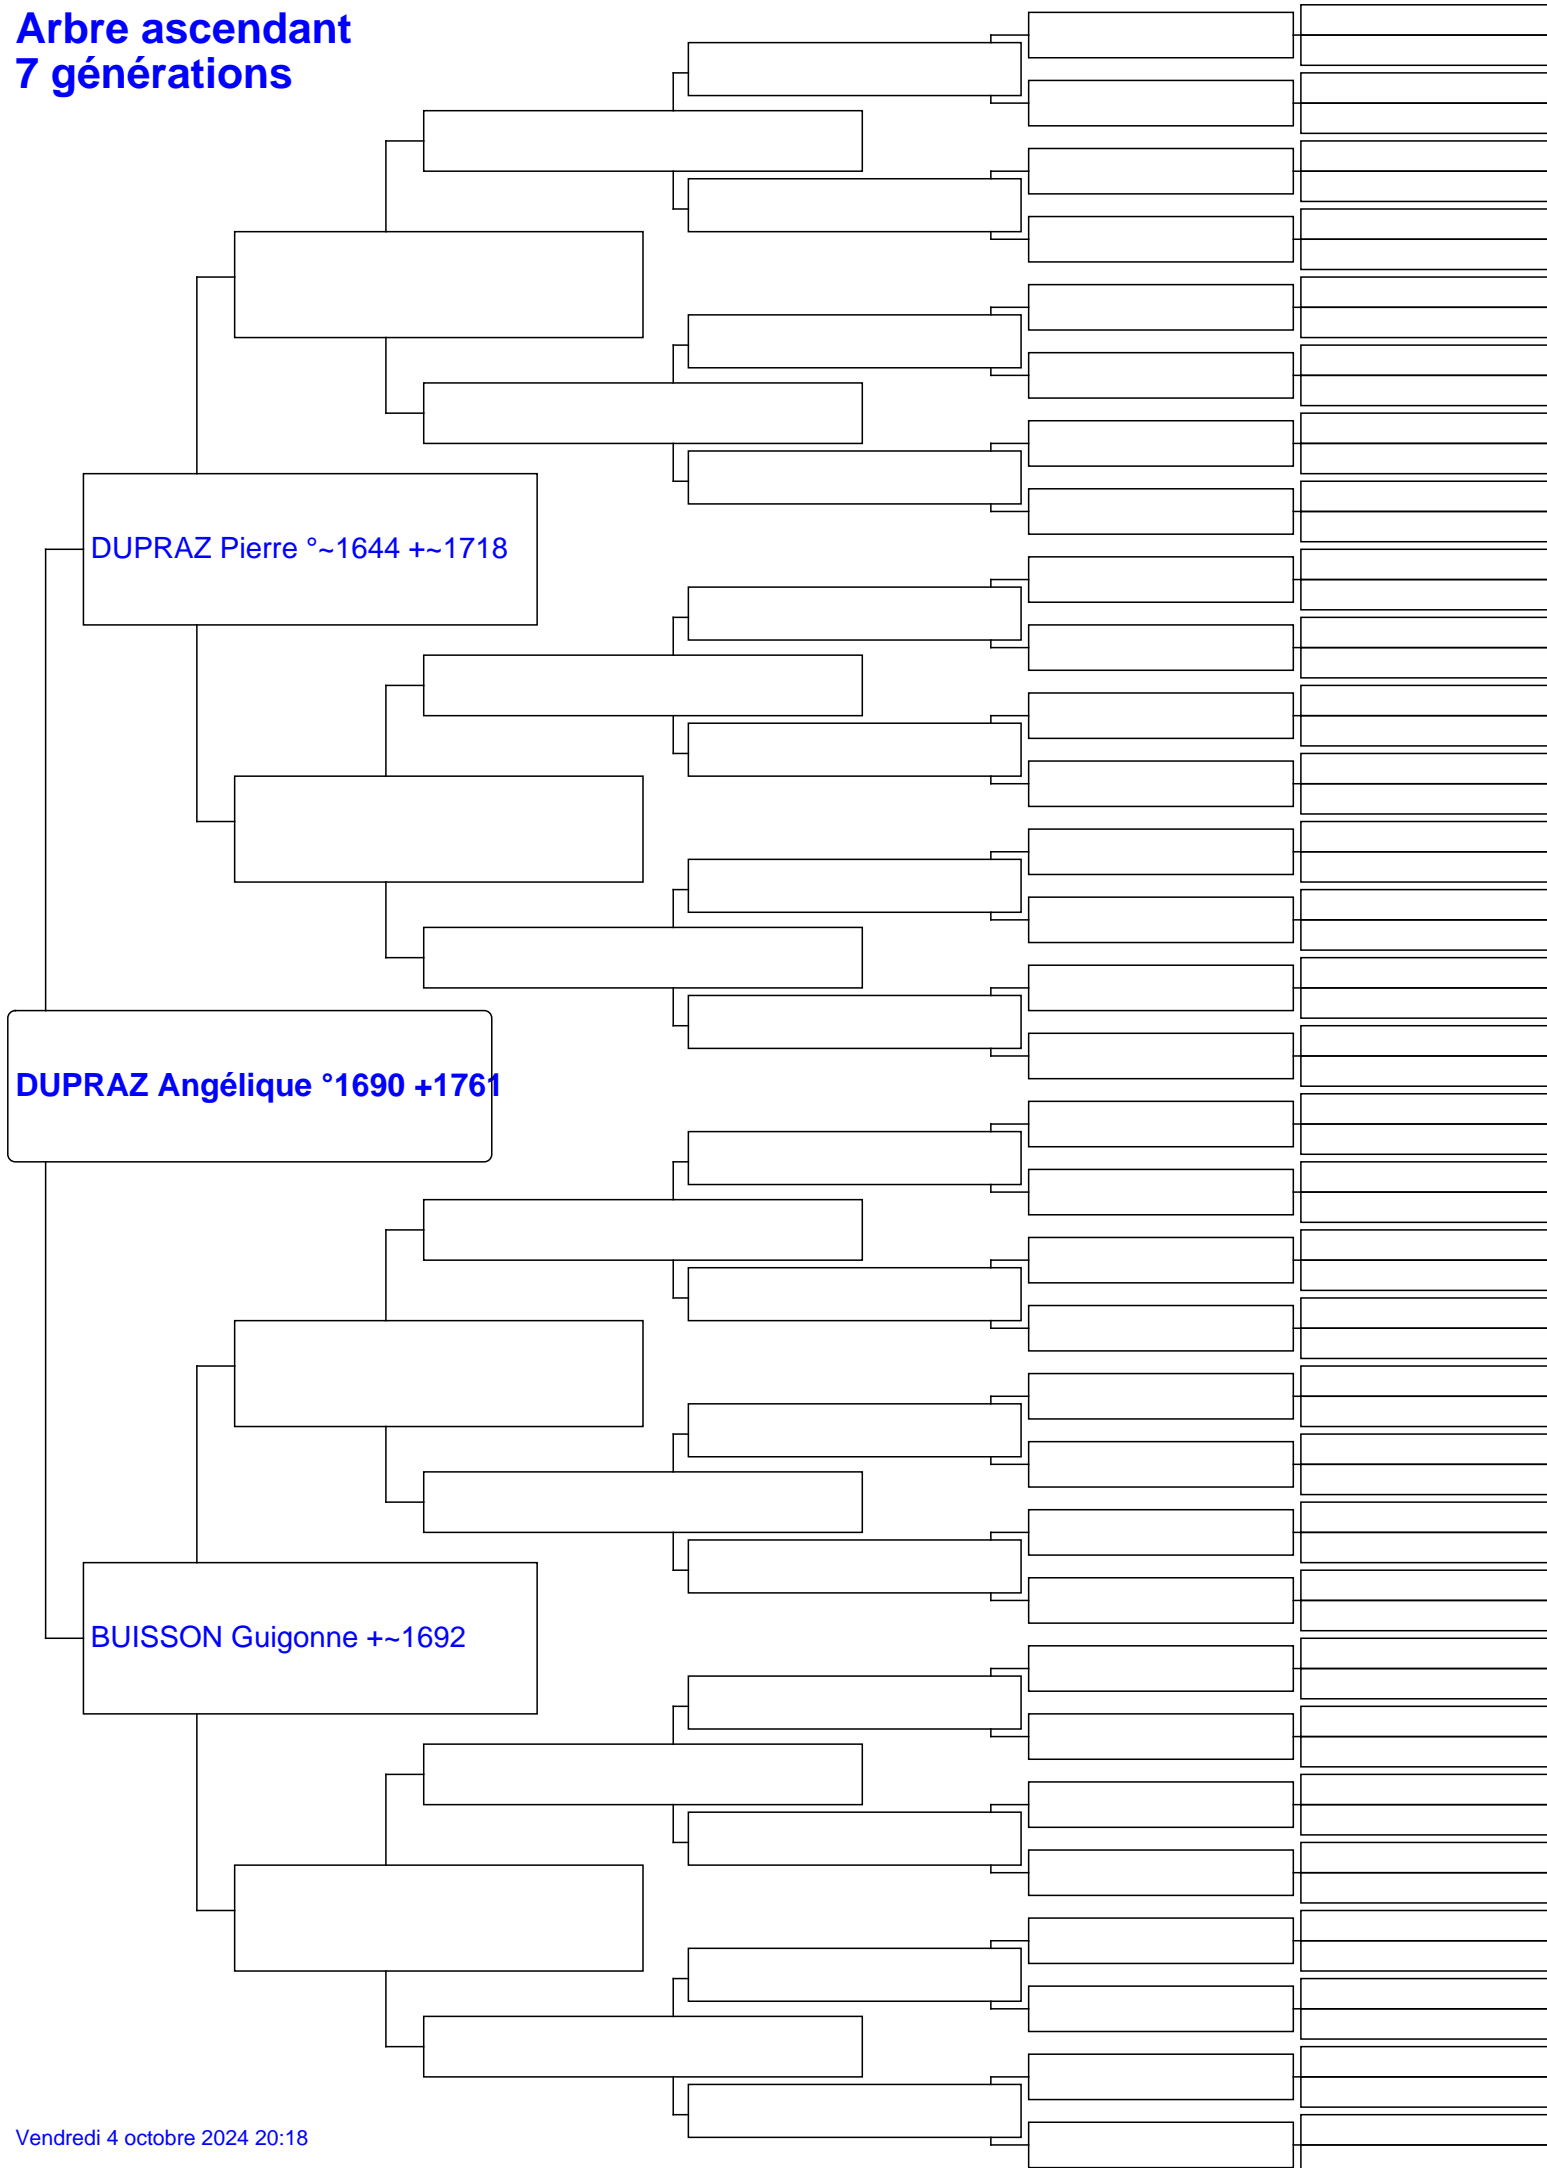 Arbre ascendant
7 générations
DUPRAZ Pierre °~1644 +~1718
DUPRAZ Angélique °1690 +1761
BUISSON Guigonne +~1692
Vendredi 4 octobre 2024 20:18